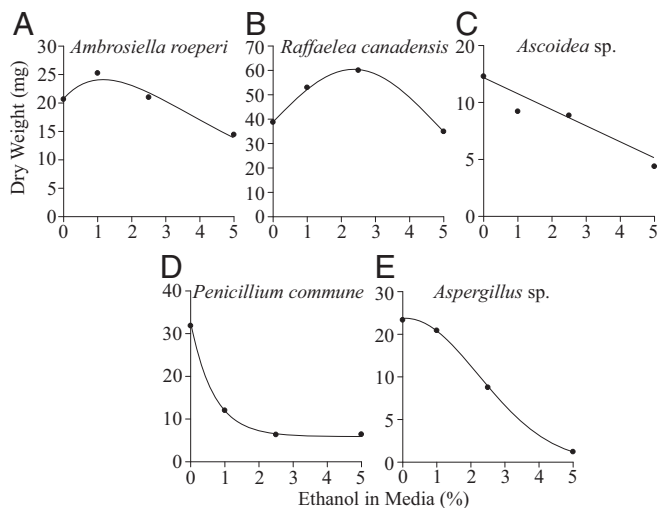 A
Ambrosiella roeperi
30
25
20
15
10
5
0
0 1 2 3 4 5
Dry Weight (mg)
B
Raffaelea canadensis
70
60
50
40
30
20
10
0
0 1 2 3 4 5
C
Ascoidea sp.
20
10
5
0
0 1 2 3 4 5
D
Penicillium commune
40
30
20
10
0
0 1 2 3 4 5
E
Aspergillus sp.
30
20
10
5
0
0 1 2 3 4 5
Ethanol in Media (%)